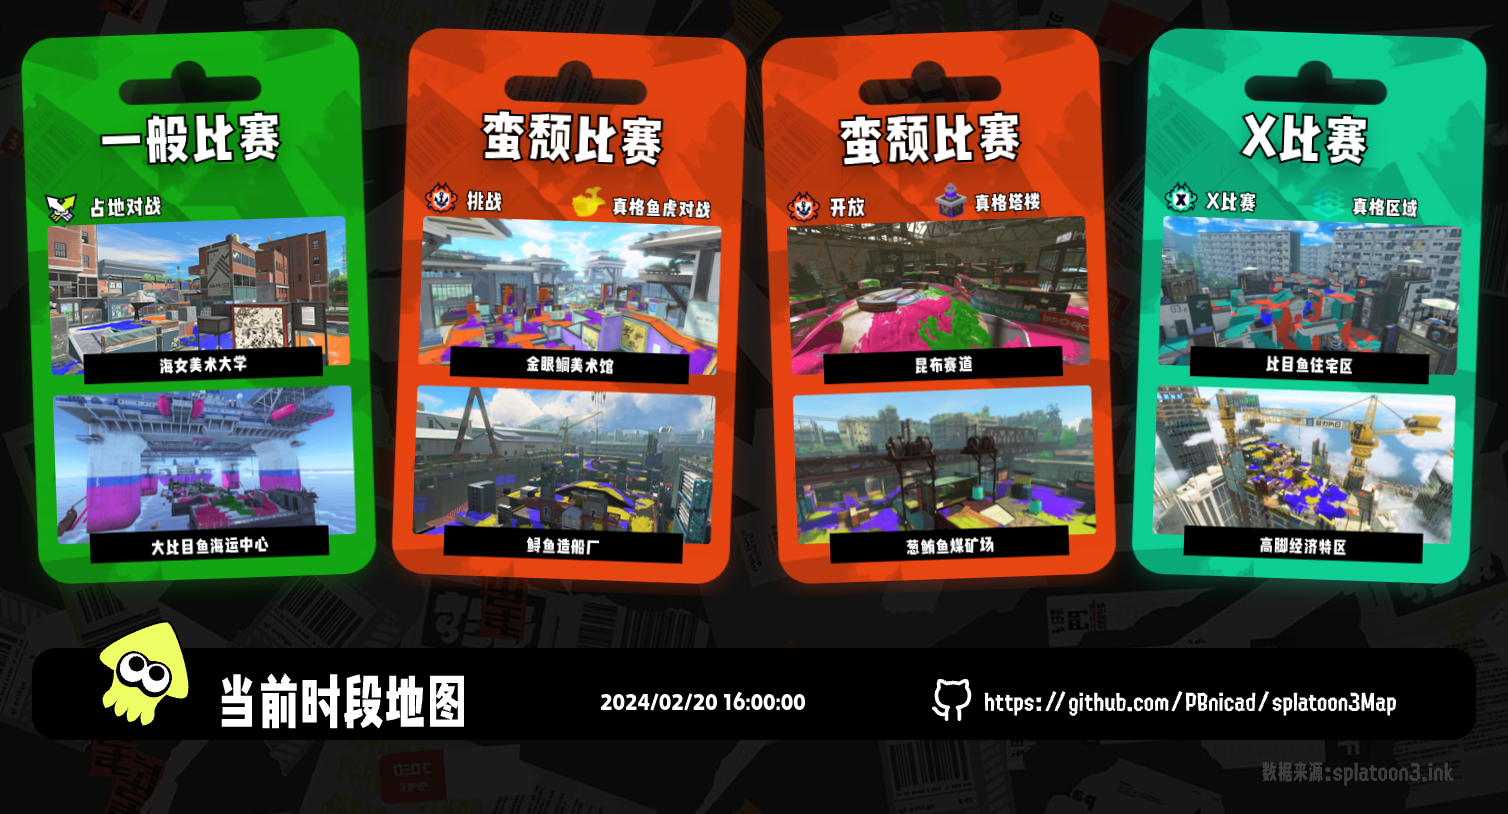 一般比赛
占地对战
海女美术大学
大比目鱼海运中心
蛮颓比赛
挑战
真格鱼虎对战
金眼鲷美术馆
鲟鱼造船厂
蛮颓比赛
开放
真格塔楼
昆布赛道
葱鲔鱼煤矿场
X比赛
X比赛
真格区域
比目鱼住宅区
高脚经济特区
当前时段地图
2024/02/20 16:00:00
https://github.com/PBnicad/splatoon3Map
数据来源:splatoon3.ink